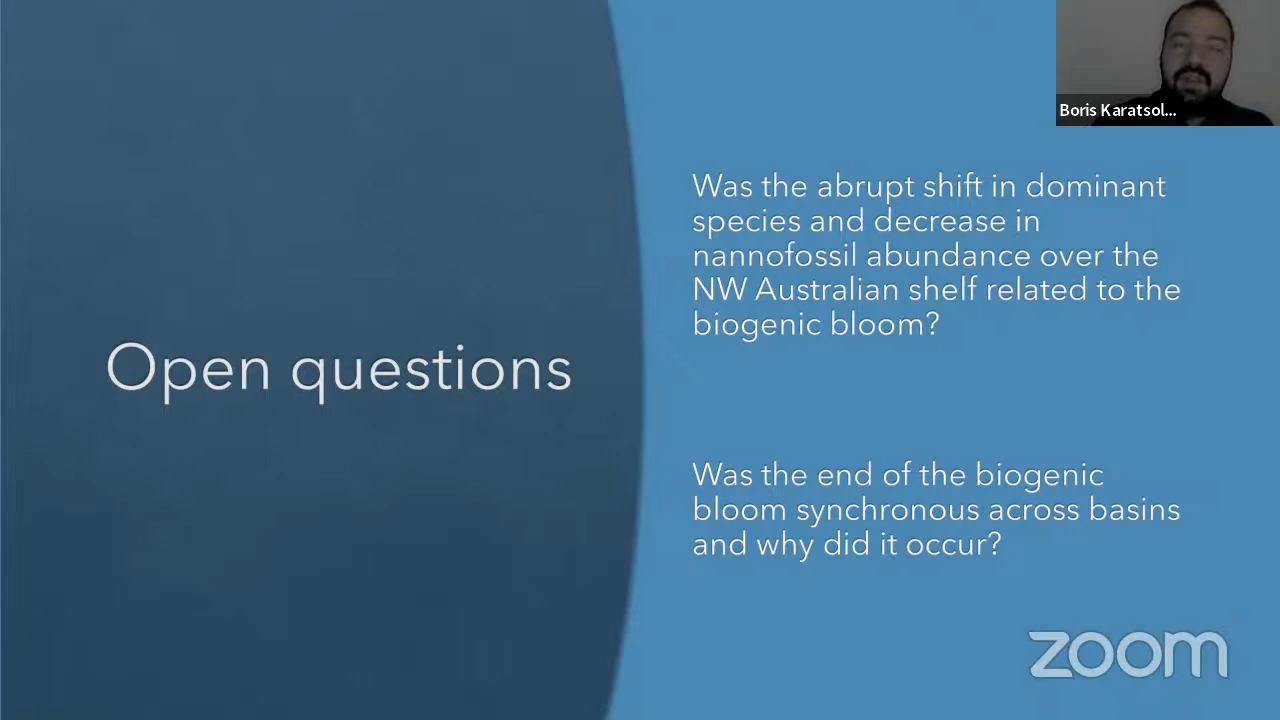 Boris Karatsol...
Open questions
Was the abrupt shift in dominant
species and decrease in
nannofossil abundance over the
NW Australian shelf related to the
biogenic bloom?
Was the end of the biogenic
bloom synchronous across basins
and why did it occur?
zoom